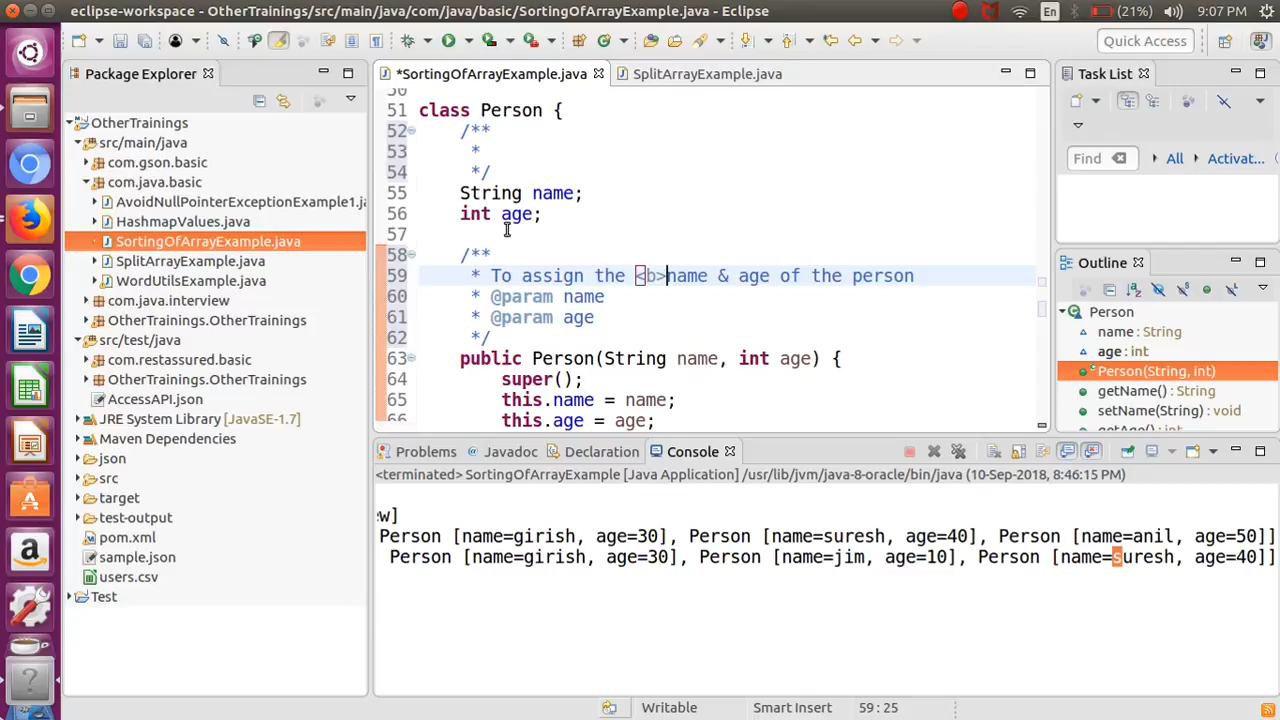 eclipse-workspace - OtherTrainings/src/main/java/com/java/basic/SortingOfArrayExample.java - Eclipse
En
(21%)
9:07 PM
Quick Access
Package Explorer
OtherTrainings
src/main/java
com.gson.basic
com.java.basic
AvoidNullPointerExceptionExample1.ja
HashmapValues.java
SortingOfArrayExample.java
SplitArrayExample.java
WordUtilsExample.java
com.java.interview
OtherTrainings.OtherTrainings
src/test/java
com.restassured.basic
OtherTrainings.OtherTrainings
AccessAPI.json
JRE System Library [JavaSE-1.7]
Maven Dependencies
json
src
target
test-output
pom.xml
sample.json
users.csv
Test
*SortingOfArrayExample.java
SplitArrayExample.java
50
51 class Person {
52 /**
53 *
54 */
55 String name;
56 int age;
57
58 /**
59 * To assign the <b>name & age of the person
60 * @param name
61 * @param age
62 */
63 public Person(String name, int age) {
64 super();
65 this.name = name;
66 this.age = age;
Task List
Find
All
Activat...
Outline
Person
name : String
age : int
Person(String, int)
getName() : String
setName(String) : void
getAge() : int
Problems
@ Javadoc
Declaration
Console
<terminated> SortingOfArrayExample [Java Application] /usr/lib/jvm/java-8-oracle/bin/java (10-Sep-2018, 8:46:15 PM)
w]
Person [name=girish, age=30], Person [name=suresh, age=40], Person [name=anil, age=50]]
Person [name=girish, age=30], Person [name=jim, age=10], Person [name=suresh, age=40]]
Writable
Smart Insert
59 : 25